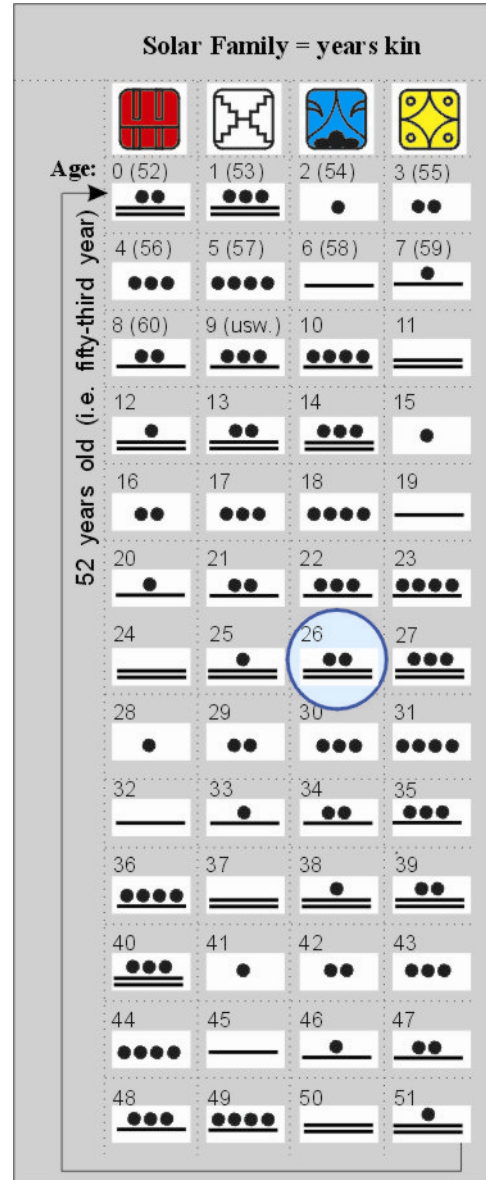 Solar Family = years kin
Age: 0 (52) 1 (53) 2 (54) 3 (55)
4 (56) 5 (57) 6 (58) 7 (59)
8 (60) 9 (usw.) 10 11
12 13 14 15
16 17 18 19
20 21 22 23
24 25 26 27
28 29 30 31
32 33 34 35
36 37 38 39
40 41 42 43
44 45 46 47
48 49 50 51
52 years old (i.e. fifty-third year)